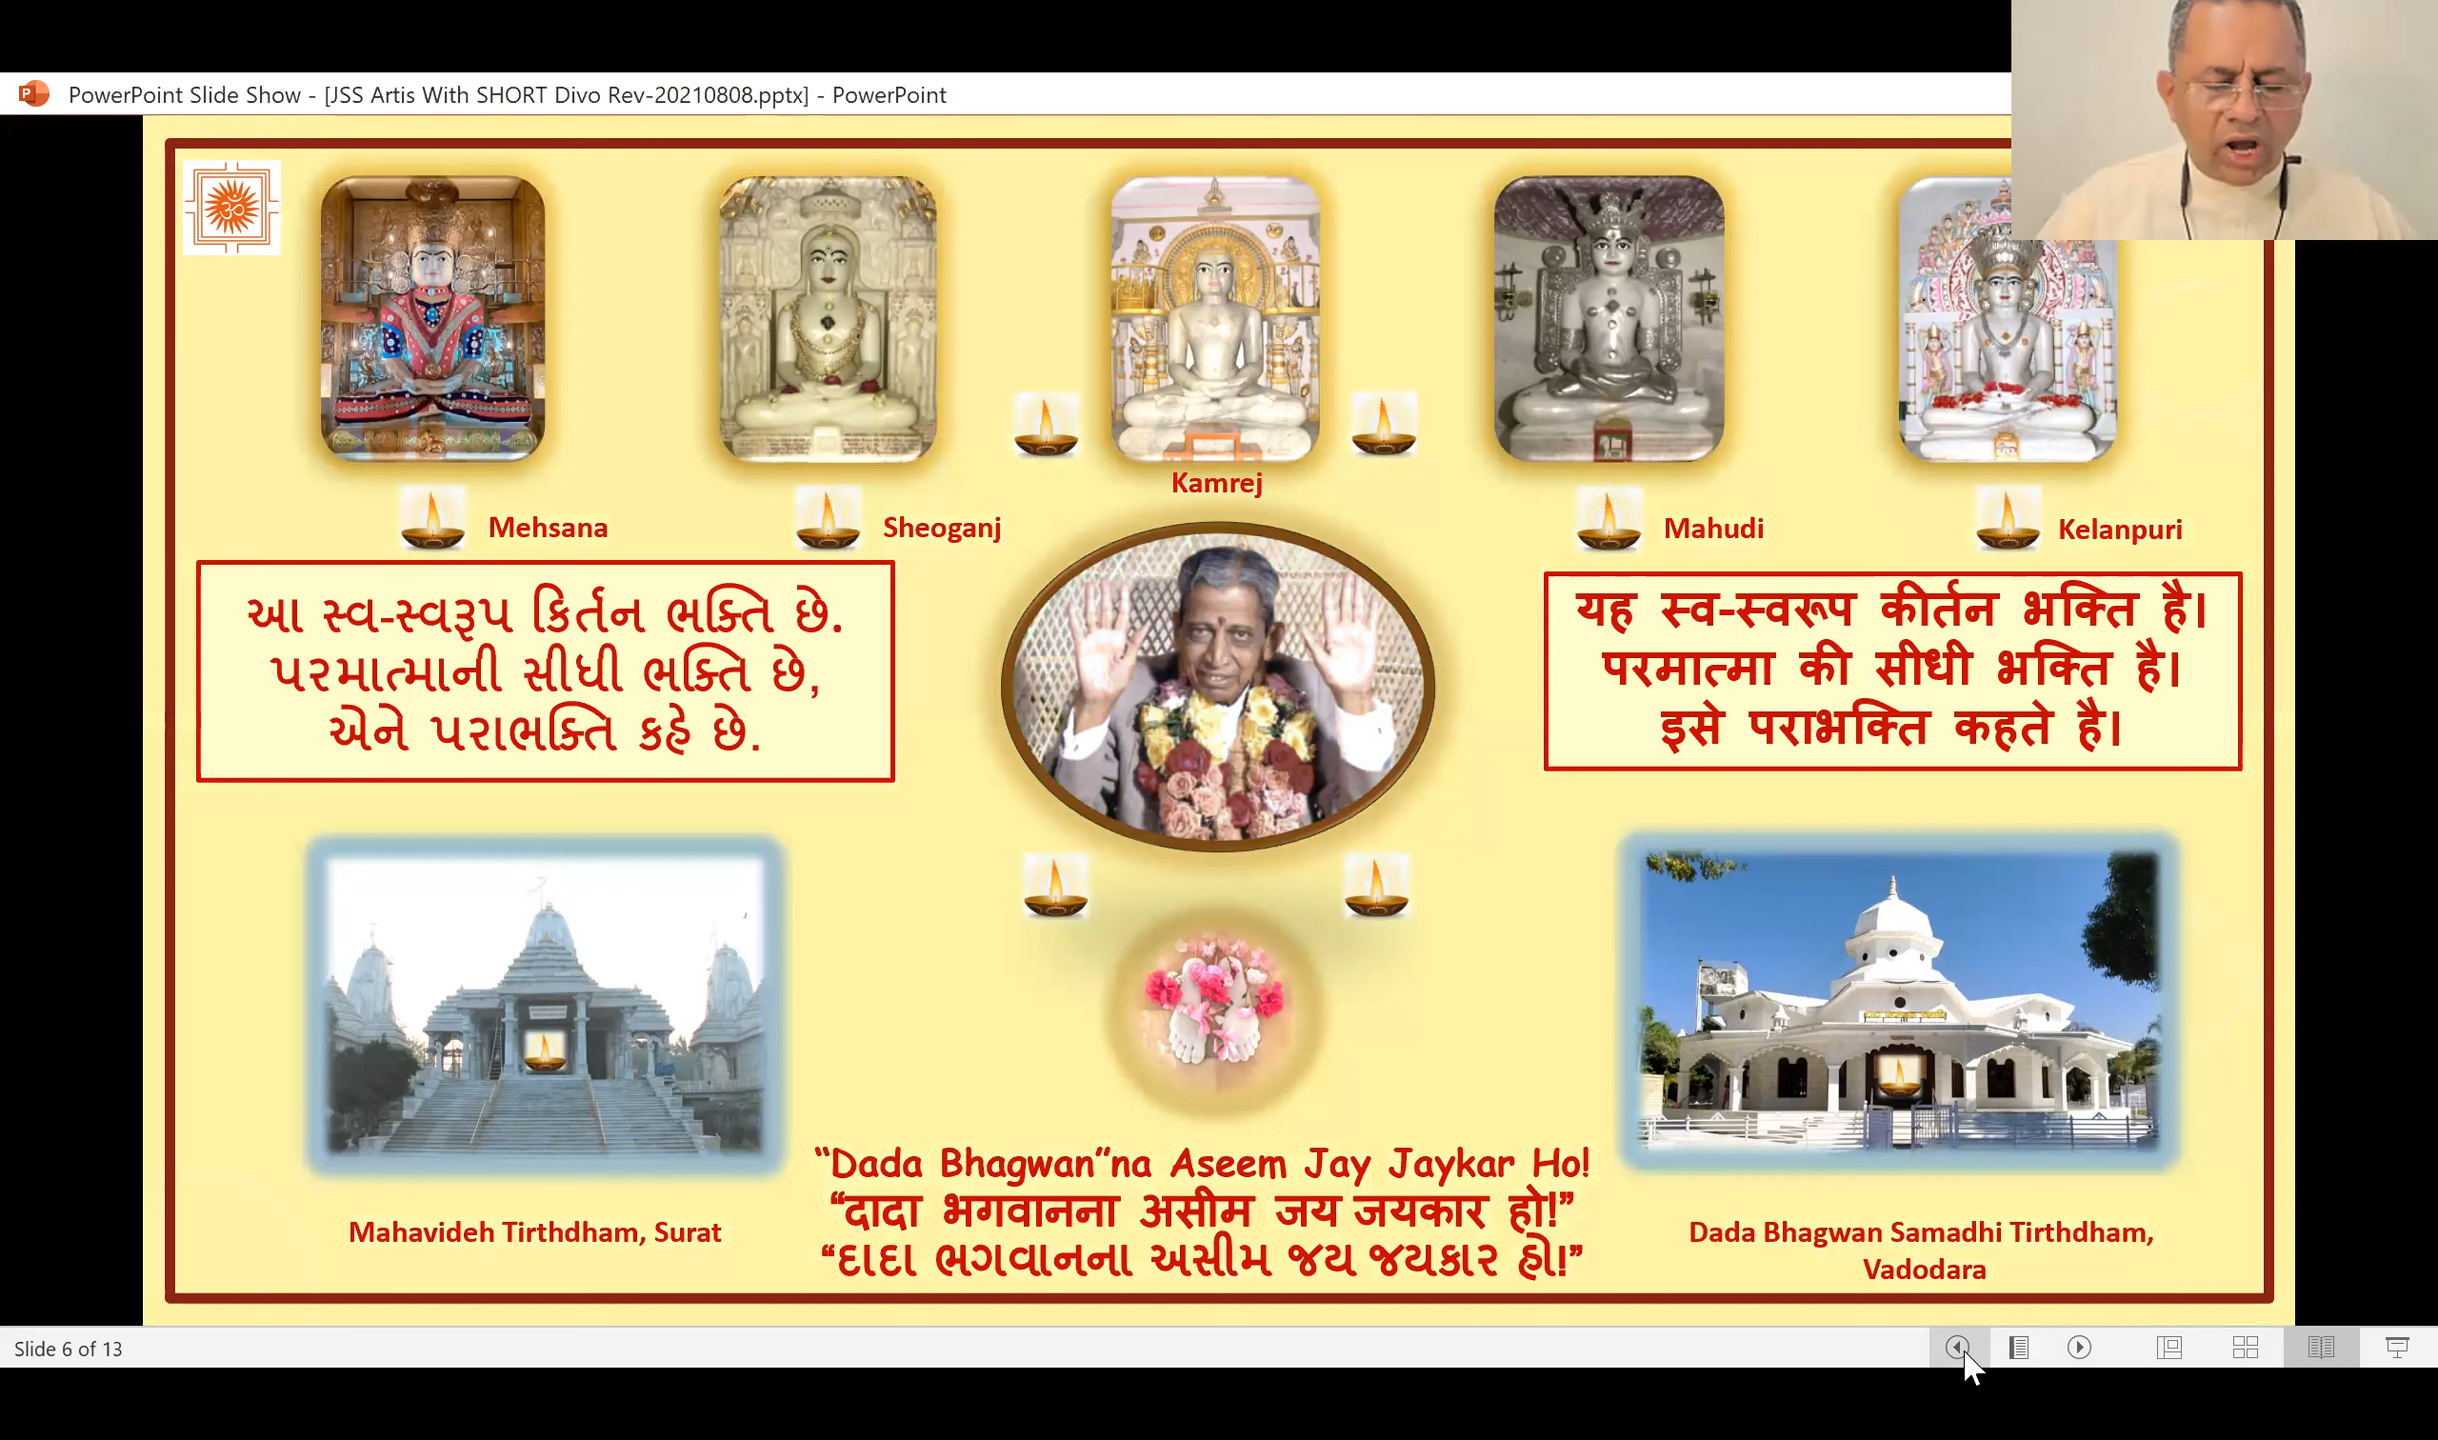 PowerPoint Slide Show - [JSS Artis With SHORT Divo Rev-20210808.pptx] - PowerPoint
ॐ
Kamrej
Mehsana
Sheoganj
Mahudi
Kelanpuri
આ સ્વ-સ્વરૂપ કિર્તન ભક્તિ છે.
પરમાત્માની સીધી ભક્તિ છે,
એને પરાભક્તિ કહે છે.
यह स्व-स्वरूप कीर्तन भक्ति है।
परमात्मा की सीधी भक्ति है।
इसे पराभक्ति कहते है।
“Dada Bhagwan”na Aseem Jay Jaykar Ho!
“दादा भगवानना असीम जय जयकार हो!”
“દાદા ભગવાનના અસીમ જય જયકાર હો!”
Mahavideh Tirthdham, Surat
Dada Bhagwan Samadhi Tirthdham,
Vadodara
Slide 6 of 13